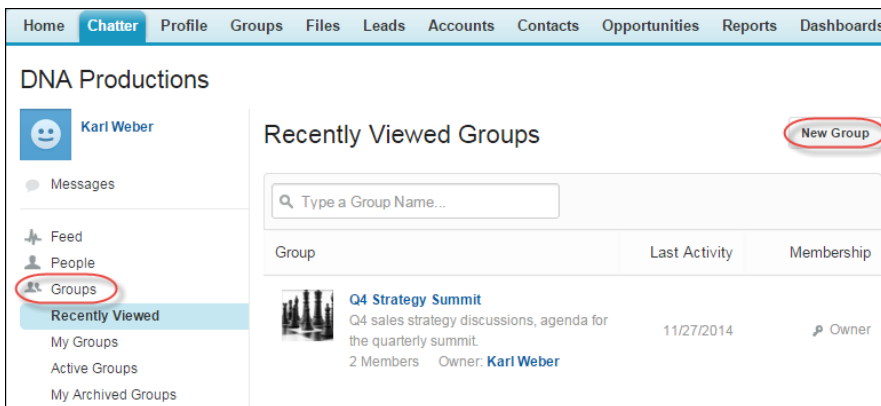 Home Chatter Profile Groups Files Leads Accounts Contacts Opportunities Reports Dashboards
DNA Productions
Karl Weber
Messages
Feed
People
Groups
Recently Viewed
My Groups
Active Groups
My Archived Groups
Recently Viewed Groups
New Group
Type a Group Name...
Group Last Activity Membership
Q4 Strategy Summit
Q4 sales strategy discussions, agenda for
the quarterly summit.
2 Members Owner: Karl Weber
11/27/2014
Owner